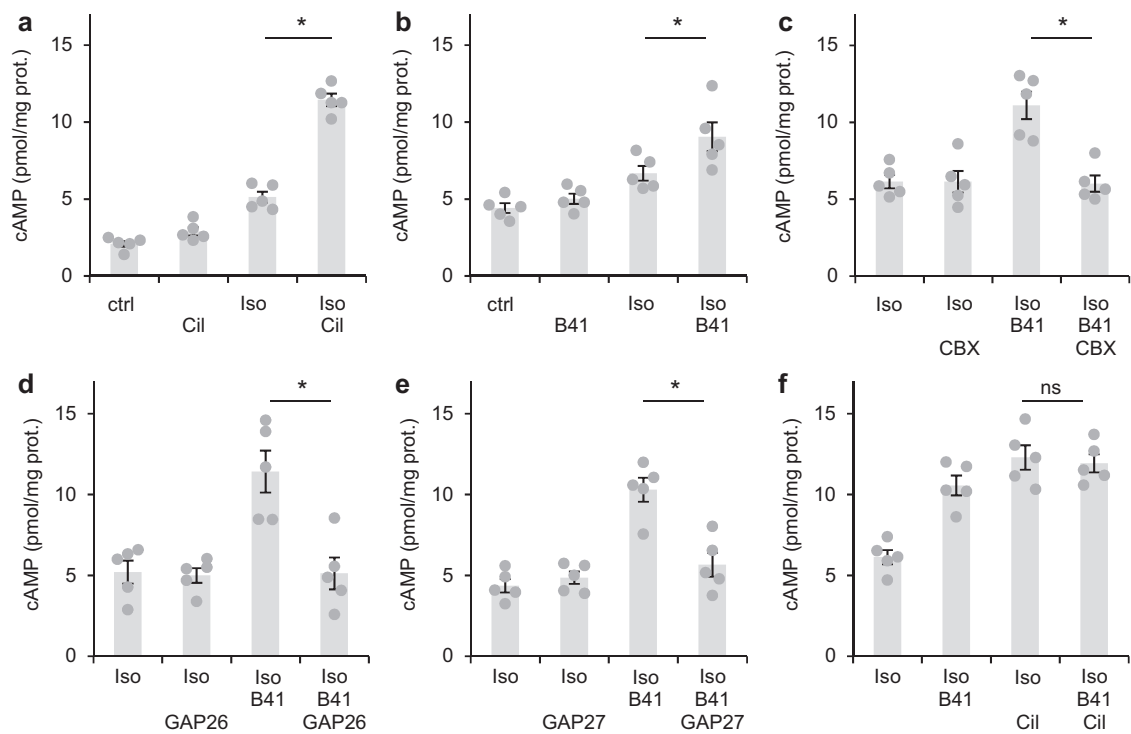 a
*
cAMP (pmol/mg prot.)
15
10
5
0
ctrl
Cil
Iso
Iso
Cil
b
*
cAMP (pmol/mg prot.)
15
10
5
0
ctrl
B41
Iso
Iso
B41
c
*
cAMP (pmol/mg prot.)
15
10
5
0
Iso
Iso
CBX
Iso
B41
Iso
B41
CBX
d
*
cAMP (pmol/mg prot.)
15
10
5
0
Iso
Iso
GAP26
Iso
B41
Iso
B41
GAP26
e
*
cAMP (pmol/mg prot.)
15
10
5
0
Iso
Iso
GAP27
Iso
B41
Iso
B41
GAP27
f
ns
cAMP (pmol/mg prot.)
15
10
5
0
Iso
Iso
B41
Iso
Cil
Iso
B41
Cil